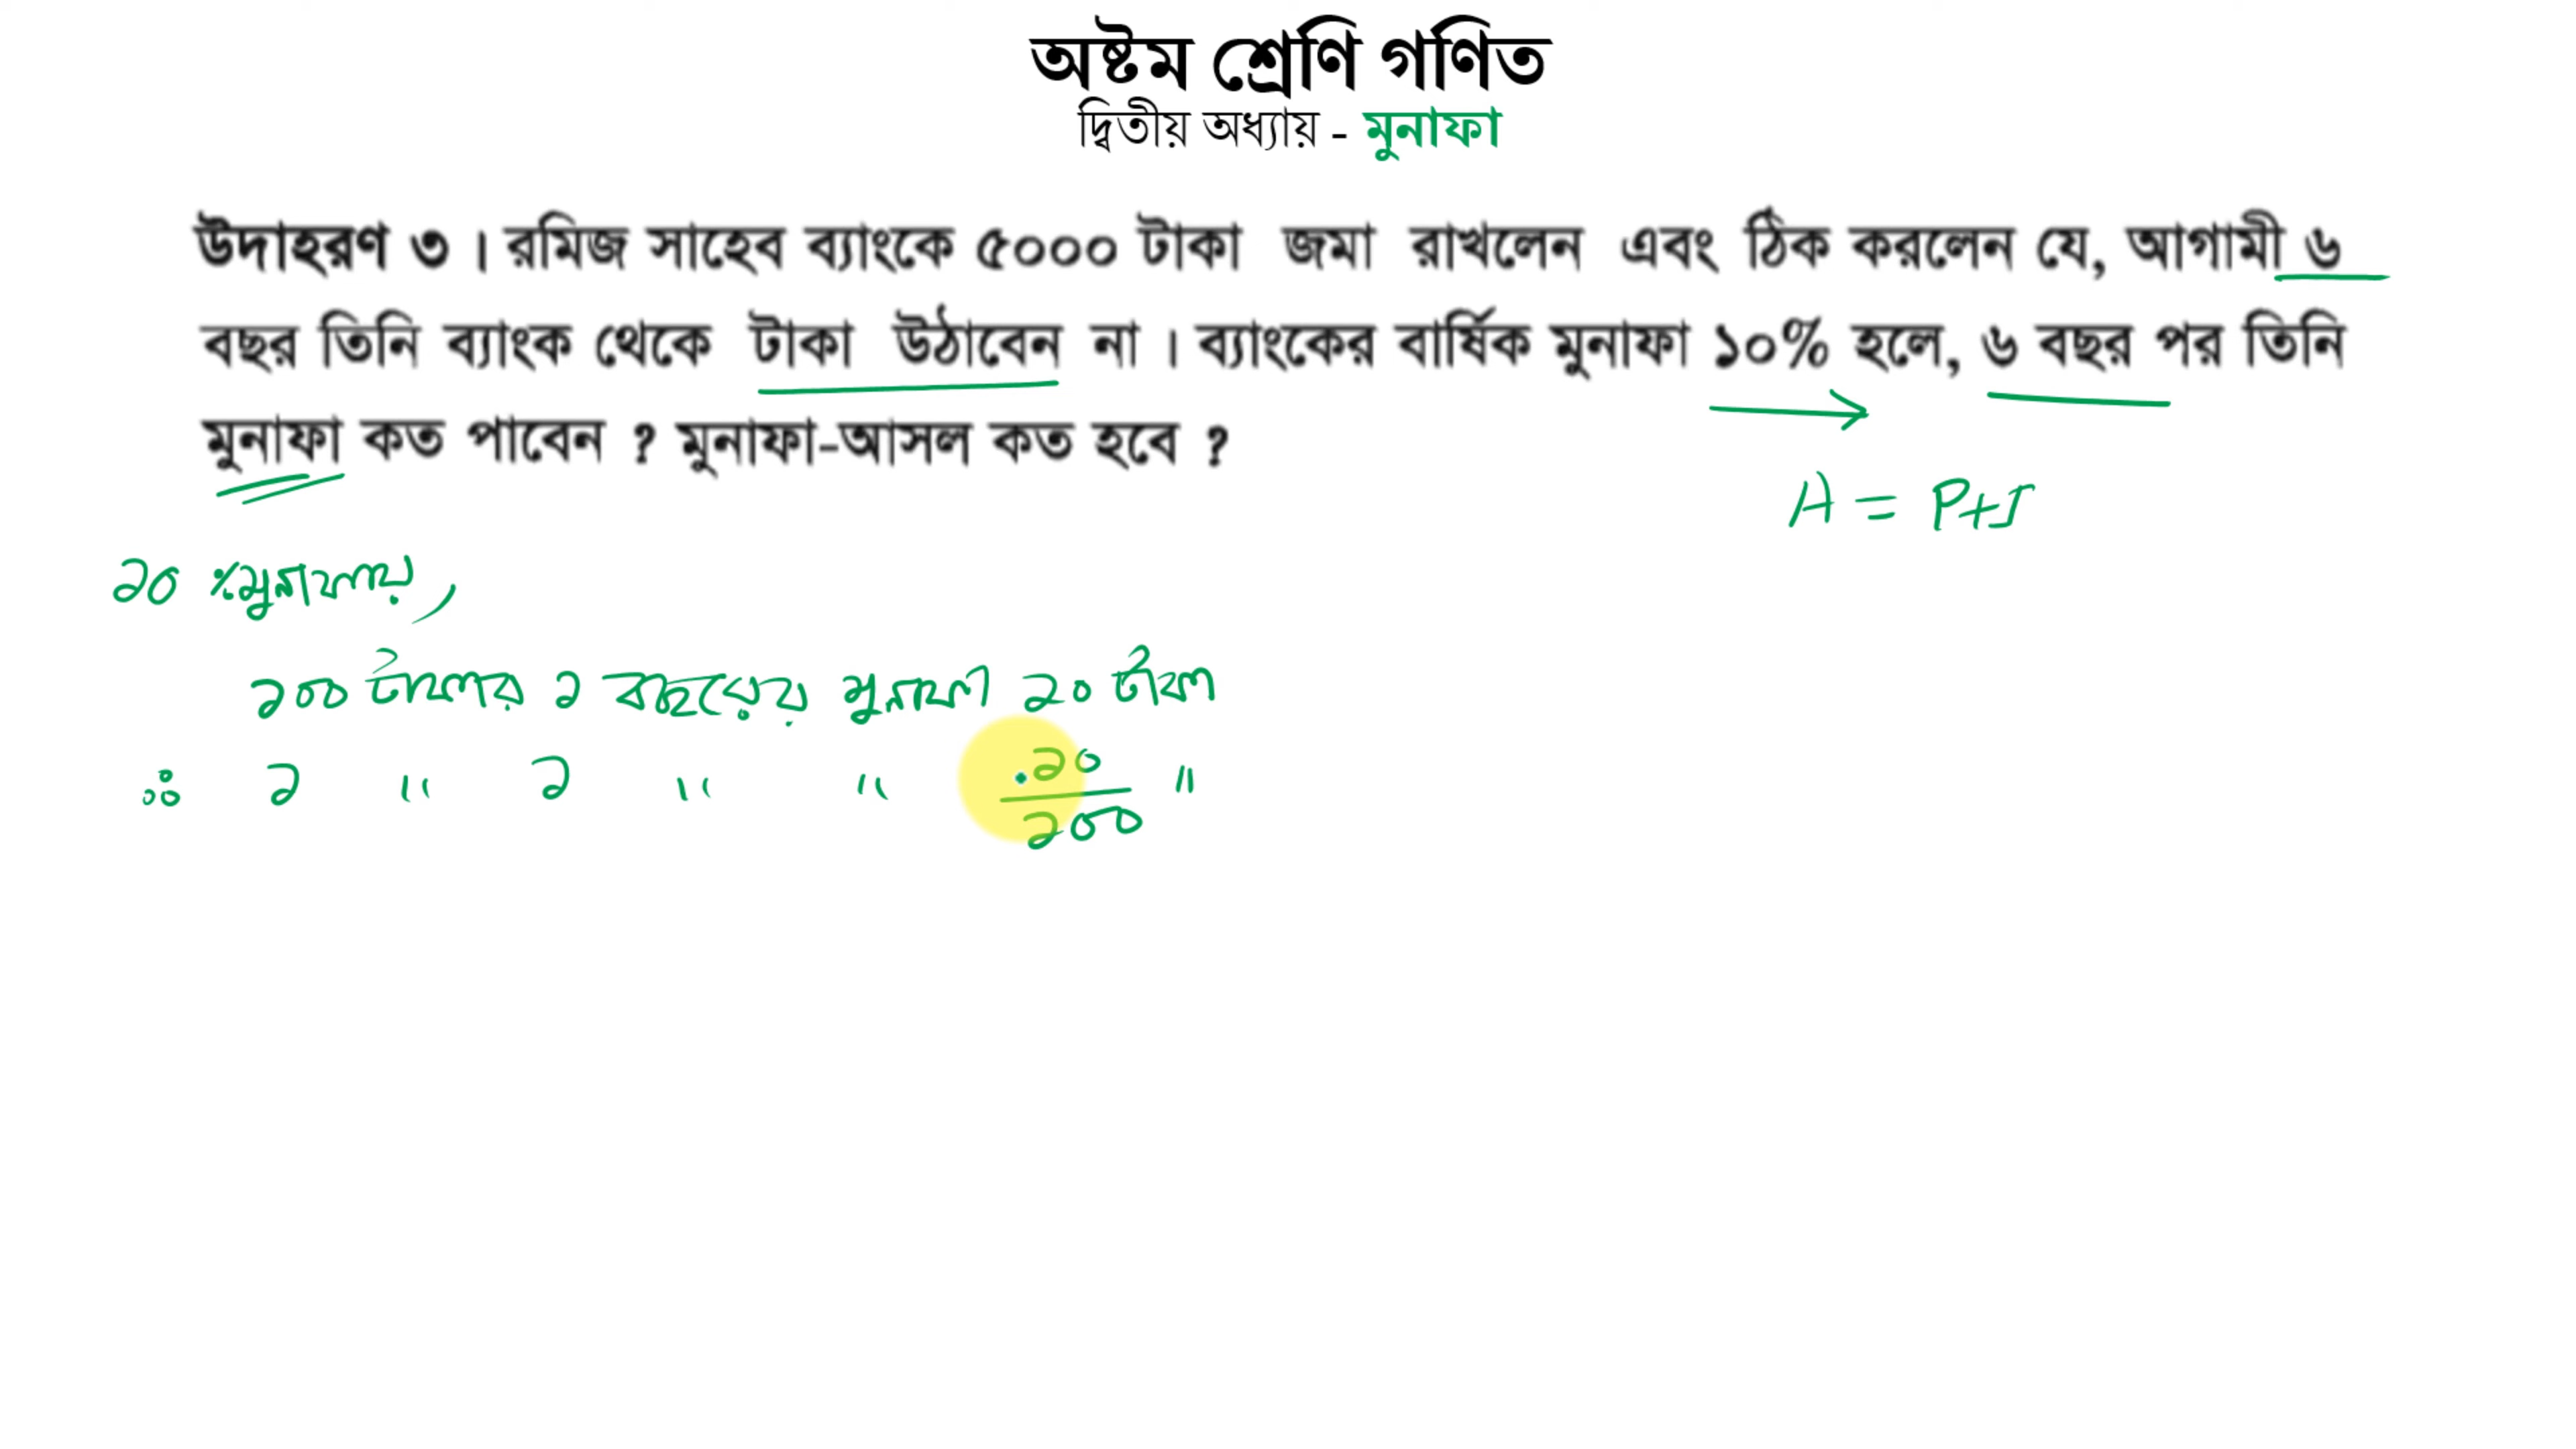 অষ্টম শ্রেণি গণিত
দ্বিতীয় অধ্যায় - মুনাফা
উদাহরণ ৩ । রমিজ সাহেব ব্যাংকে ৫০০০ টাকা জমা রাখলেন এবং ঠিক করলেন যে, আগামী ৬
বছর তিনি ব্যাংক থেকে টাকা উঠাবেন না । ব্যাংকের বার্ষিক মুনাফা ১০% হলে, ৬ বছর পর তিনি
মুনাফা কত পাবেন ? মুনাফা-আসল কত হবে ?
A = P+I
১০ % মুনাফায়,
১০০ টাকার ১ বছরের মুনাফা ১০ টাকা
∴ ১ " ১ " " ১০/১০০ "